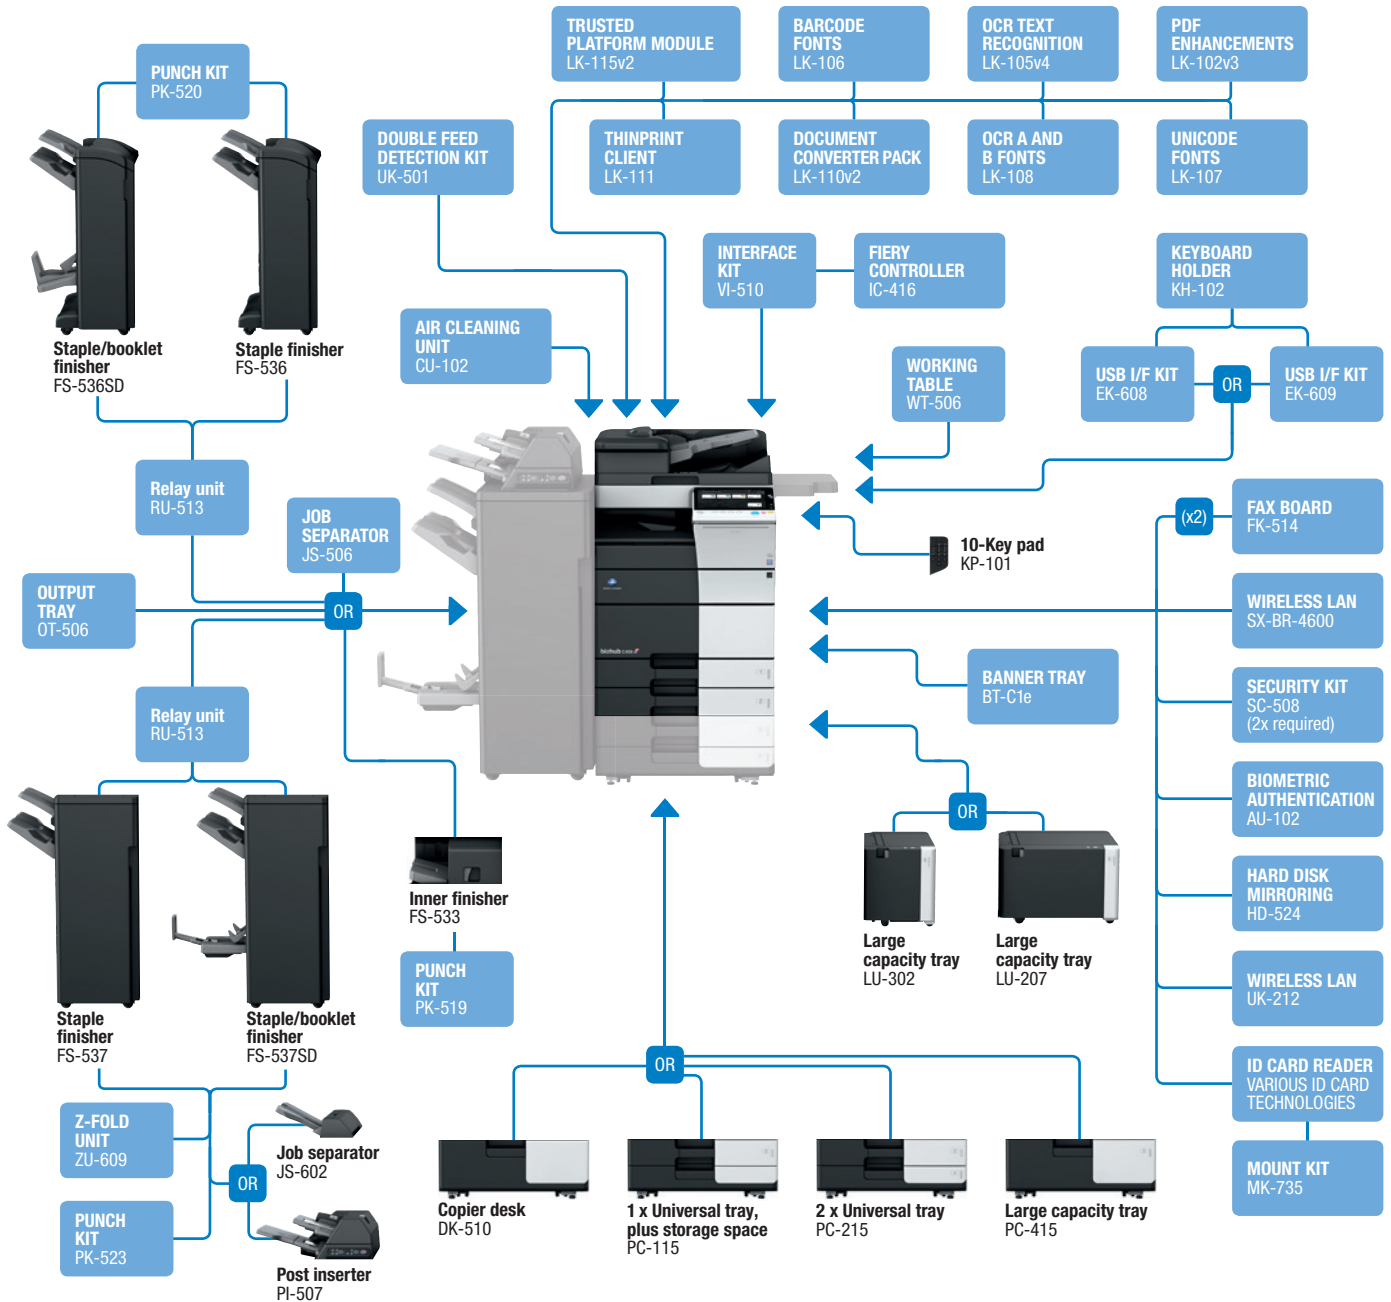 TRUSTED
PLATFORM MODULE
LK-115v2
BARCODE
FONTS
LK-106
OCR TEXT
RECOGNITION
LK-105v4
PDF
ENHANCEMENTS
LK-102v3
PUNCH KIT
PK-520
DOUBLE FEED
DETECTION KIT
UK-501
THINPRINT
CLIENT
LK-111
DOCUMENT
CONVERTER PACK
LK-110v2
OCR A AND
B FONTS
LK-108
UNICODE
FONTS
LK-107
INTERFACE
KIT
VI-510
FIERY
CONTROLLER
IC-416
KEYBOARD
HOLDER
KH-102
AIR CLEANING
UNIT
CU-102
Staple/booklet
finisher
FS-536SD
Staple finisher
FS-536
WORKING
TABLE
WT-506
USB I/F KIT
EK-608
OR
USB I/F KIT
EK-609
Relay unit
RU-513
JOB
SEPARATOR
JS-506
(x2)
FAX BOARD
FK-514
10-Key pad
KP-101
OUTPUT
TRAY
OT-506
OR
WIRELESS LAN
SX-BR-4600
bizhub
BANNER TRAY
BT-C1e
SECURITY KIT
SC-508
(2x required)
Relay unit
RU-513
BIOMETRIC
AUTHENTICATION
AU-102
OR
Inner finisher
FS-533
HARD DISK
MIRRORING
HD-524
Large
capacity tray
LU-302
Large
capacity tray
LU-207
PUNCH
KIT
PK-519
WIRELESS LAN
UK-212
Staple
finisher
FS-537
Staple/booklet
finisher
FS-537SD
OR
ID CARD READER
VARIOUS ID CARD
TECHNOLOGIES
Z-FOLD
UNIT
ZU-609
Job separator
JS-602
OR
MOUNT KIT
MK-735
PUNCH
KIT
PK-523
Post inserter
PI-507
Copier desk
DK-510
1 x Universal tray,
plus storage space
PC-115
2 x Universal tray
PC-215
Large capacity tray
PC-415